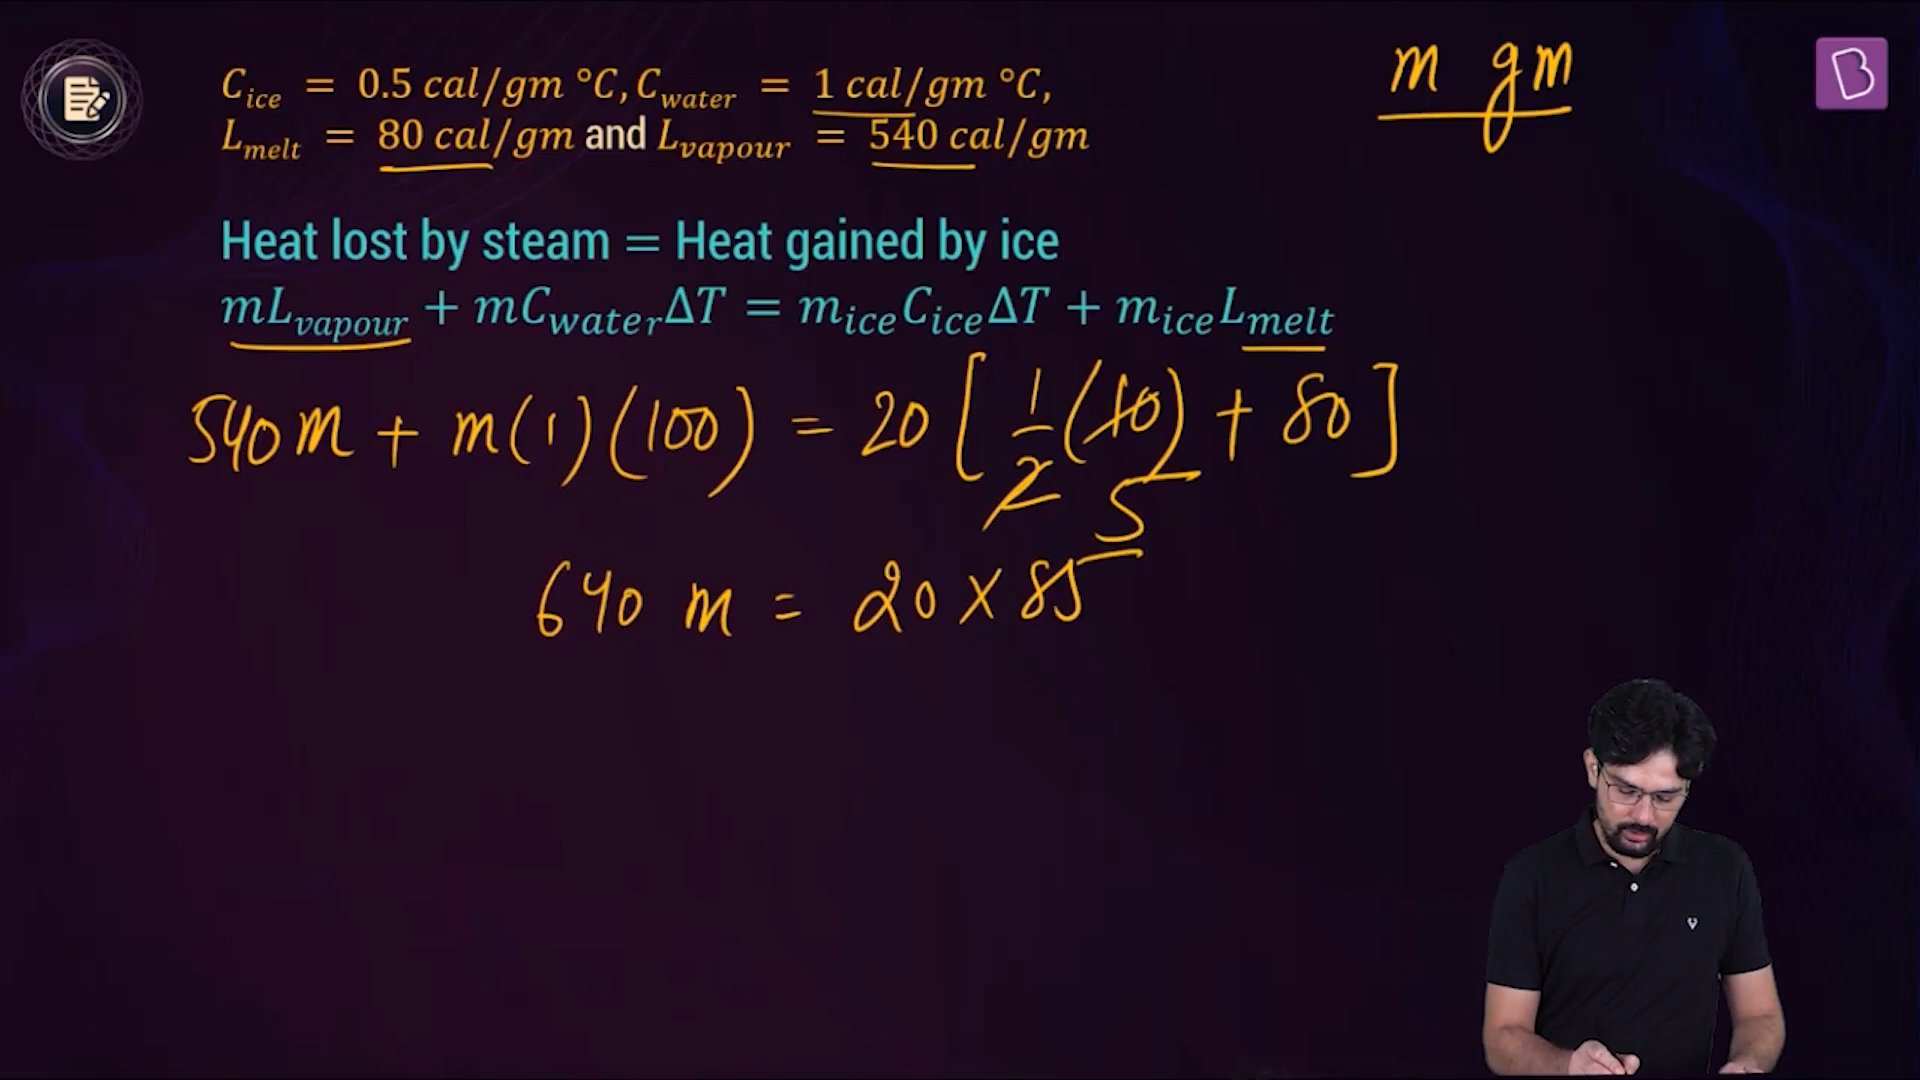 C_ice = 0.5 cal/gm °C, C_water = 1 cal/gm °C,
L_melt = 80 cal/gm and L_vapour = 540 cal/gm
m gm
Heat lost by steam = Heat gained by ice
mL_vapour + mC_waterΔT = m_iceC_iceΔT + m_iceL_melt
540 m + m(1)(100) = 20 [ 1/2 (10) + 80 ]
5
640 m = 20 × 85
B